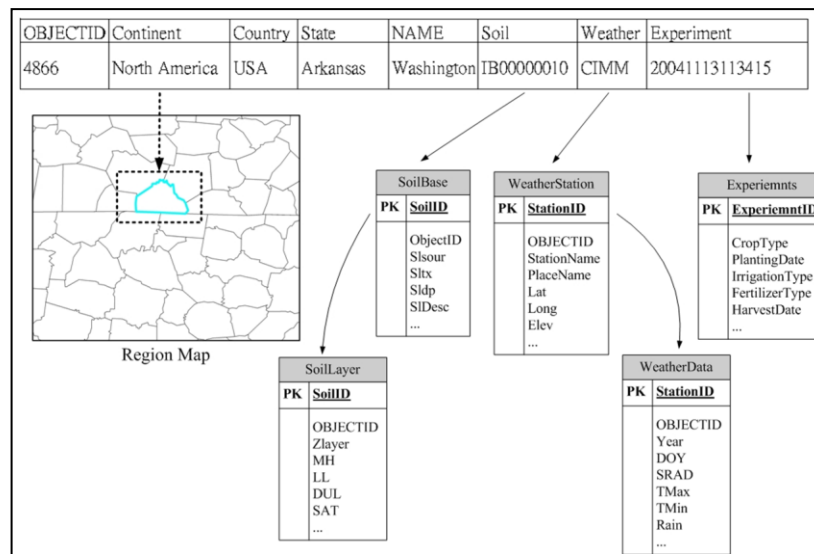 OBJECTID Continent Country State NAME Soil Weather Experiment
4866 North America USA Arkansas Washington IB00000010 CIMM 20041113113415
Region Map
SoilBase
PK SoilID
ObjectID
Slsour
Sltx
Sldp
SlDesc
...
WeatherStation
PK StationID
OBJECTID
StationName
PlaceName
Lat
Long
Elev
...
Experiemnts
PK ExperiemntID
CropType
PlantingDate
IrrigationType
FertilizerType
HarvestDate
...
SoilLayer
PK SoilID
OBJECTID
Zlayer
MH
LL
DUL
SAT
...
WeatherData
PK StationID
OBJECTID
Year
DOY
SRAD
TMax
TMin
Rain
...